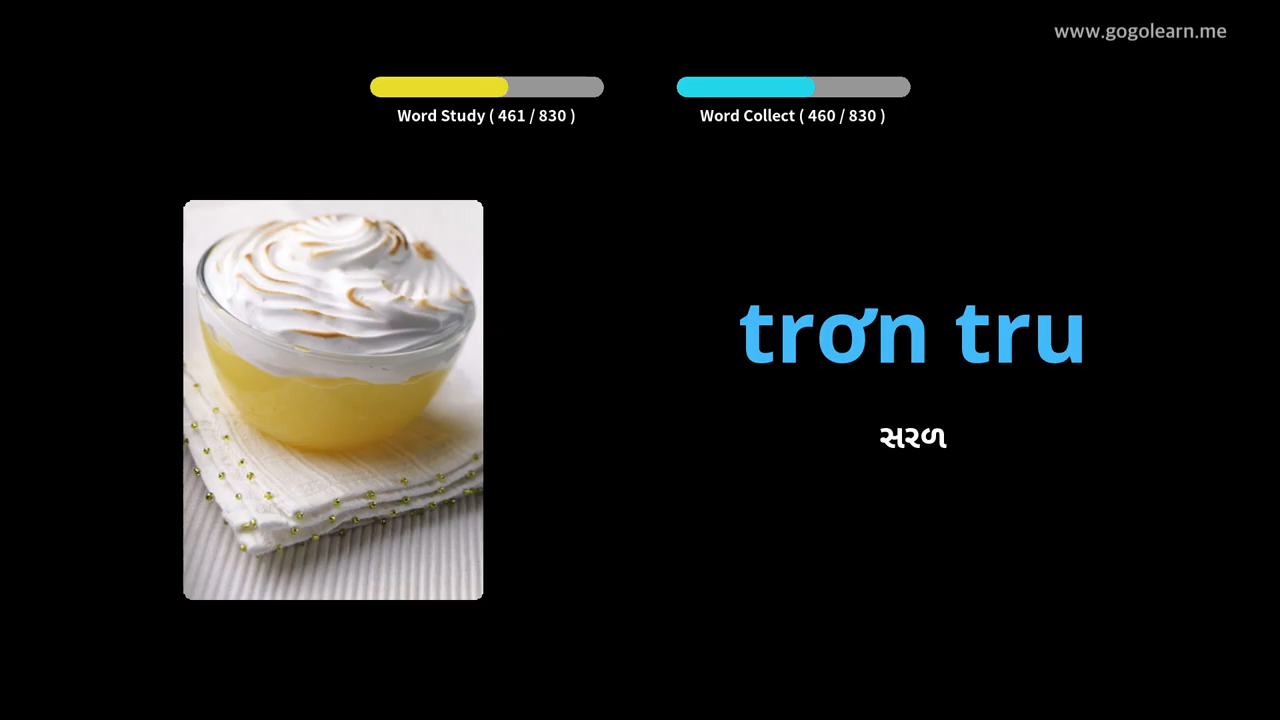 www.gogolearn.me
Word Study ( 461 / 830 )
Word Collect ( 460 / 830 )
trơn tru
સરળ